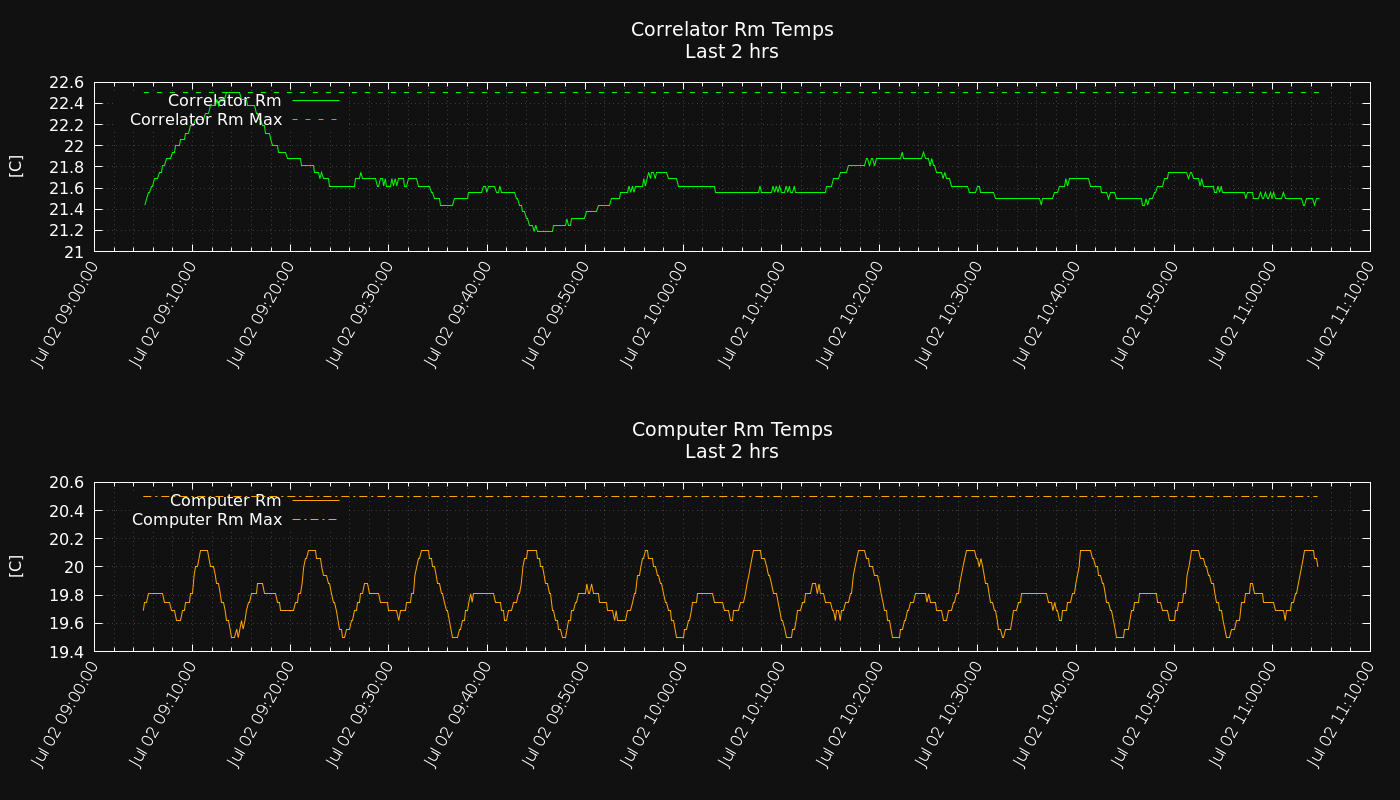 Correlator Rm Temps
Last 2 hrs
22.6
22.4
22.2
22
21.8
21.6
21.4
21.2
21
[C]
Correlator Rm
Correlator Rm Max
Jul 02 09:00:00
Jul 02 09:10:00
Jul 02 09:20:00
Jul 02 09:30:00
Jul 02 09:40:00
Jul 02 09:50:00
Jul 02 10:00:00
Jul 02 10:10:00
Jul 02 10:20:00
Jul 02 10:30:00
Jul 02 10:40:00
Jul 02 10:50:00
Jul 02 11:00:00
Jul 02 11:10:00
Computer Rm Temps
Last 2 hrs
20.6
20.4
20.2
20
19.8
19.6
19.4
[C]
Computer Rm
Computer Rm Max
Jul 02 09:00:00
Jul 02 09:10:00
Jul 02 09:20:00
Jul 02 09:30:00
Jul 02 09:40:00
Jul 02 09:50:00
Jul 02 10:00:00
Jul 02 10:10:00
Jul 02 10:20:00
Jul 02 10:30:00
Jul 02 10:40:00
Jul 02 10:50:00
Jul 02 11:00:00
Jul 02 11:10:00